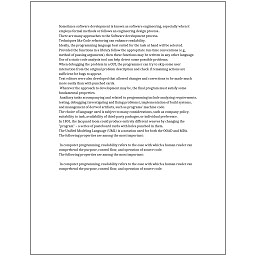 Sometimes software development is known as software engineering, especially when it
employs formal methods or follows an engineering design process.
There are many approaches to the Software development process.
Techniques like Code refactoring can enhance readability.
Ideally, the programming language best suited for the task at hand will be selected.
Provided the functions in a library follow the appropriate run-time conventions (e.g.,
method of passing arguments), then these functions may be written in any other language.
Use of a static code analysis tool can help detect some possible problems.
When debugging the problem in a GUI, the programmer can try to skip some user
interaction from the original problem description and check if remaining actions are
sufficient for bugs to appear.
Text editors were also developed that allowed changes and corrections to be made much
more easily than with punched cards.
Whatever the approach to development may be, the final program must satisfy some
fundamental properties.
Auxiliary tasks accompanying and related to programming include analyzing requirements,
testing, debugging (investigating and fixing problems), implementation of build systems,
and management of derived artifacts, such as programs' machine code.
The choice of language used is subject to many considerations, such as company policy,
suitability to task, availability of third-party packages, or individual preference.
In 1801, the Jacquard loom could produce entirely different weaves by changing the
"program" – a series of pasteboard cards with holes punched in them.
The Unified Modeling Language (UML) is a notation used for both the OOAD and MDA.
The following properties are among the most important:

In computer programming, readability refers to the ease with which a human reader can
comprehend the purpose, control flow, and operation of source code.
The following properties are among the most important:

In computer programming, readability refers to the ease with which a human reader can
comprehend the purpose, control flow, and operation of source code.